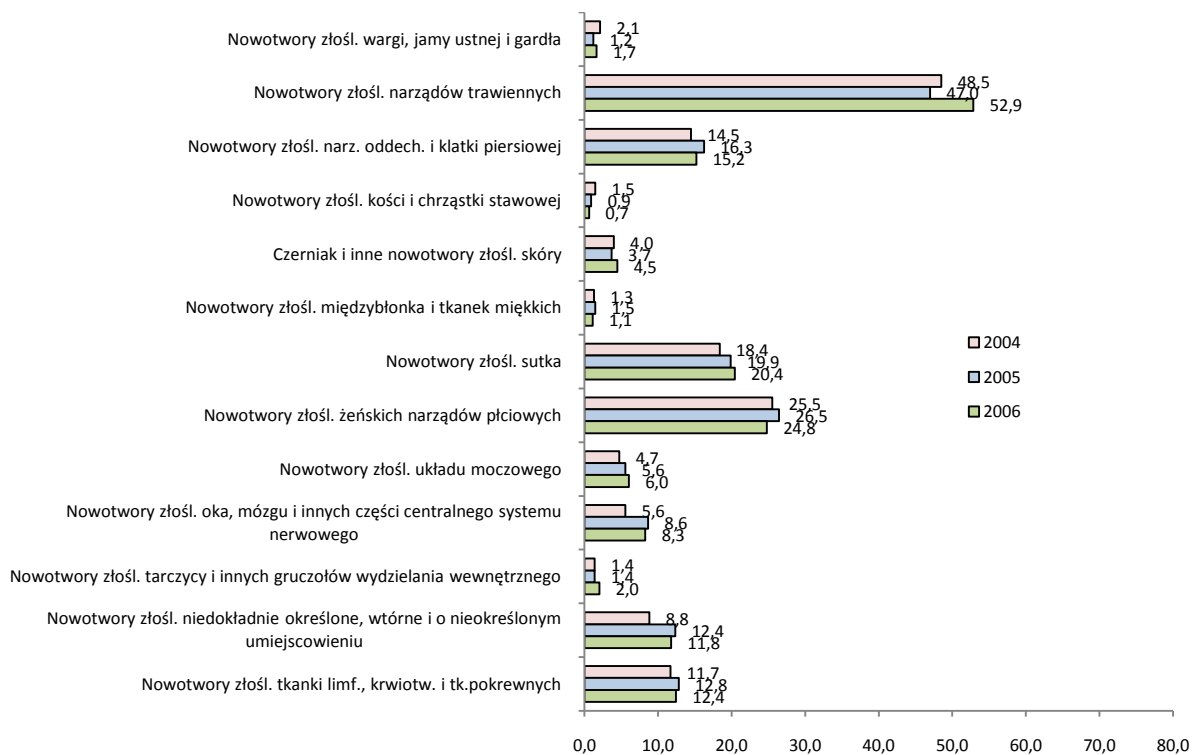 Nowotwory złośl. wargi, jamy ustnej i gardła
2,1
1,2
1,7
Nowotwory złośl. narządów trawiennych
48,5
47,0
52,9
Nowotwory złośl. narz. oddech. i klatki piersiowej
14,5
16,3
15,2
Nowotwory złośl. kości i chrząstki stawowej
1,5
0,9
0,7
Czerniak i inne nowotwory złośl. skóry
4,0
3,7
4,5
Nowotwory złośl. międzybłonka i tkanek miękkich
1,3
1,5
1,1
Nowotwory złośl. sutka
18,4
19,9
20,4
Nowotwory złośl. żeńskich narządów płciowych
25,5
26,5
24,8
Nowotwory złośl. układu moczowego
4,7
5,6
6,0
Nowotwory złośl. oka, mózgu i innych części centralnego systemu
nerwowego
5,6
8,6
8,3
Nowotwory złośl. tarczycy i innych gruczołów wydzielania wewnętrznego
1,4
1,4
2,0
Nowotwory złośl. niedokładnie określone, wtórne i o nieokreślonym
umiejscowieniu
8,8
12,4
11,8
Nowotwory złośl. tkanki limf., krwiotw. i tk.pokrewnych
11,7
12,8
12,4
2004
2005
2006
0,0 10,0 20,0 30,0 40,0 50,0 60,0 70,0 80,0